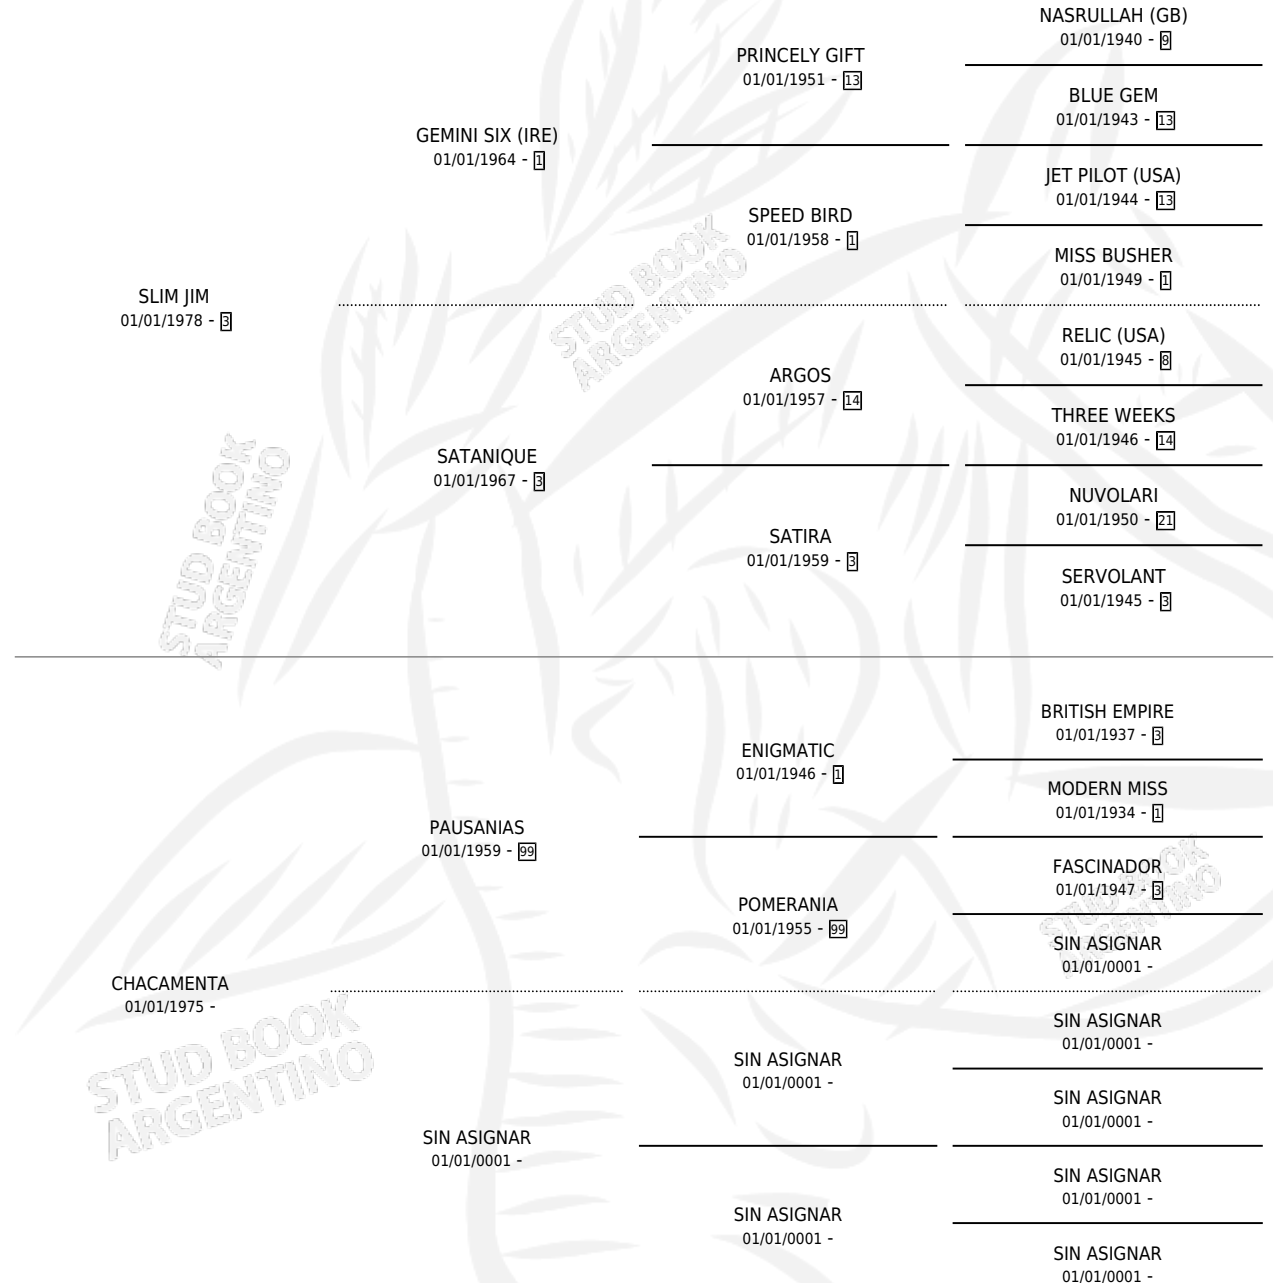 NASRULLAH (GB)
01/01/1940 - 9
PRINCELY GIFT
01/01/1951 - 13
BLUE GEM
01/01/1943 - 13
GEMINI SIX (IRE)
01/01/1964 - 1
JET PILOT (USA)
01/01/1944 - 13
SPEED BIRD
01/01/1958 - 1
MISS BUSHER
01/01/1949 - 1
SLIM JIM
01/01/1978 - 3
RELIC (USA)
01/01/1945 - 8
ARGOS
01/01/1957 - 14
THREE WEEKS
01/01/1946 - 14
SATANIQUE
01/01/1967 - 3
NUVOLARI
01/01/1950 - 21
SATIRA
01/01/1959 - 3
SERVOLANT
01/01/1945 - 3
BRITISH EMPIRE
01/01/1937 - 3
ENIGMATIC
01/01/1946 - 1
MODERN MISS
01/01/1934 - 1
PAUSANIAS
01/01/1959 - 99
FASCINADOR
01/01/1947 - 3
POMERANIA
01/01/1955 - 99
SIN ASIGNAR
01/01/0001 -
CHACAMENTA
01/01/1975 -
SIN ASIGNAR
01/01/0001 -
SIN ASIGNAR
01/01/0001 -
SIN ASIGNAR
01/01/0001 -
SIN ASIGNAR
01/01/0001 -
SIN ASIGNAR
01/01/0001 -
SIN ASIGNAR
01/01/0001 -
SIN ASIGNAR
01/01/0001 -
STUD BOOK
ARGENTINO
STUD BOOK
ARGENTINO
STUD BOOK
ARGENTINO
STUD BOOK
ARGENTINO